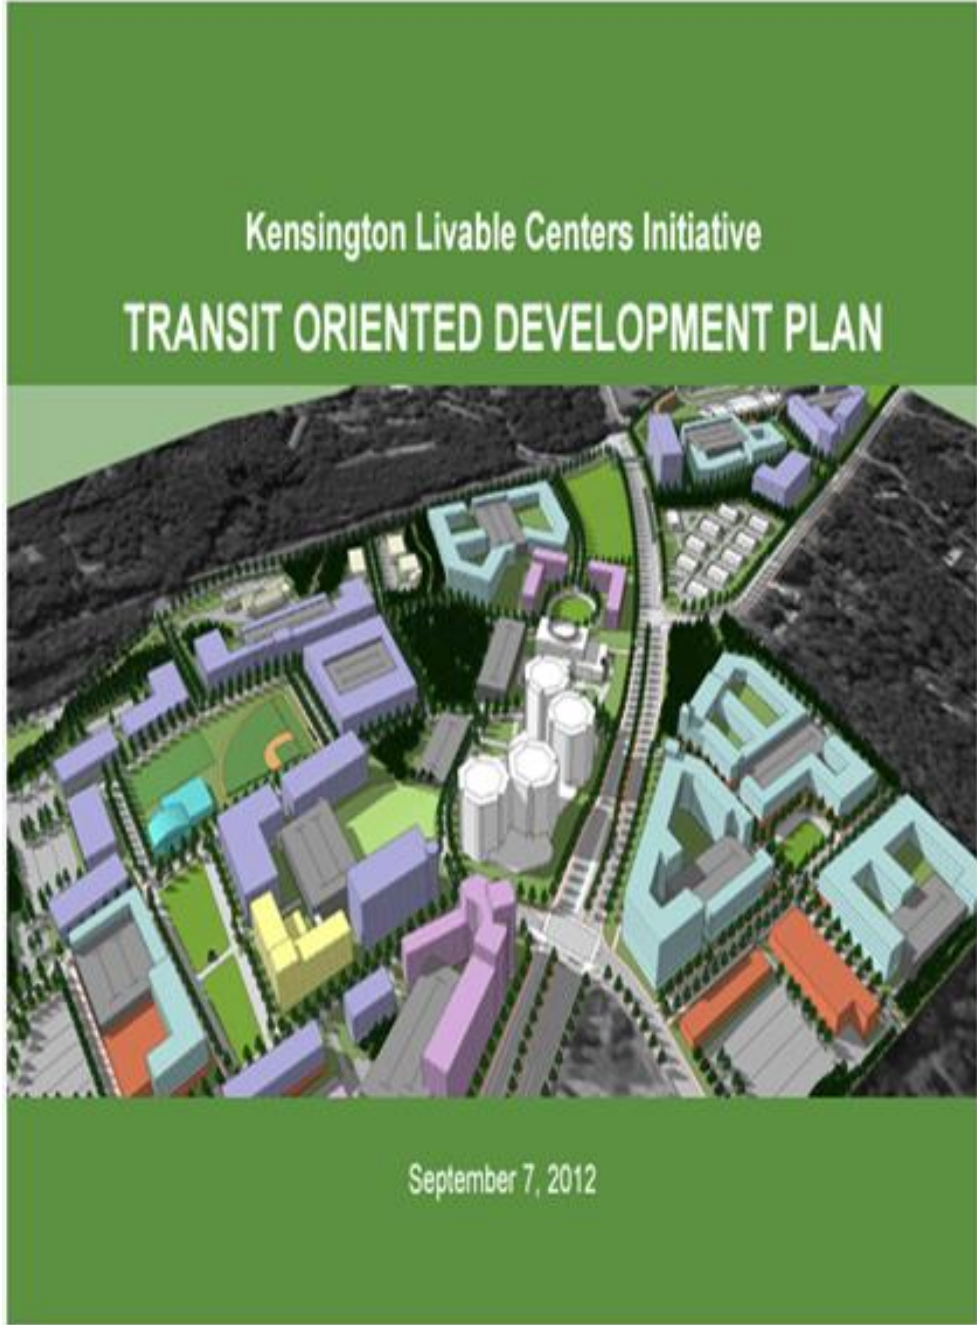 Kensington Livable Centers Initiative
TRANSIT ORIENTED DEVELOPMENT PLAN
September 7, 2012